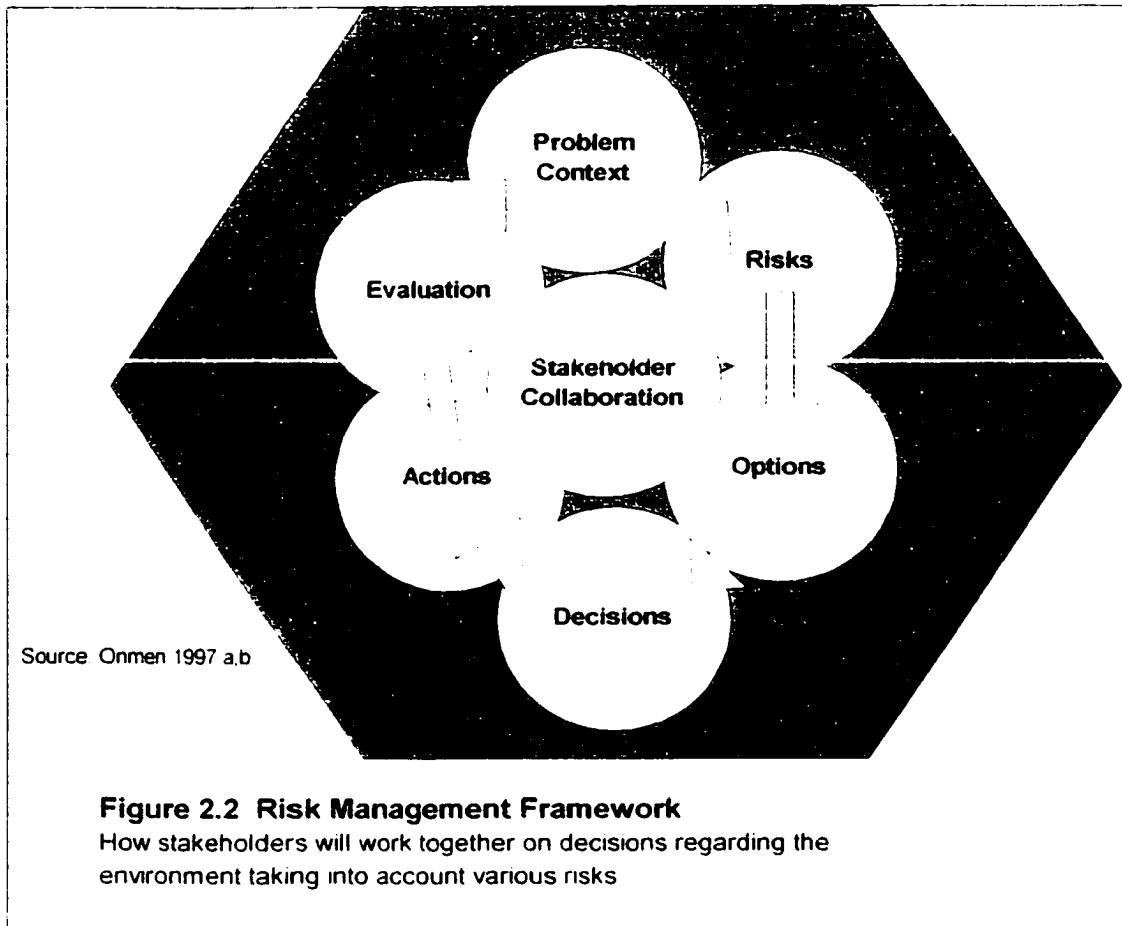 Problem
Context
Risks
Evaluation
Stakeholder
Collaboration
Options
Actions
Decisions
Source Onmen 1997 a,b
Figure 2.2 Risk Management Framework
How stakeholders will work together on decisions regarding the
environment taking into account various risks